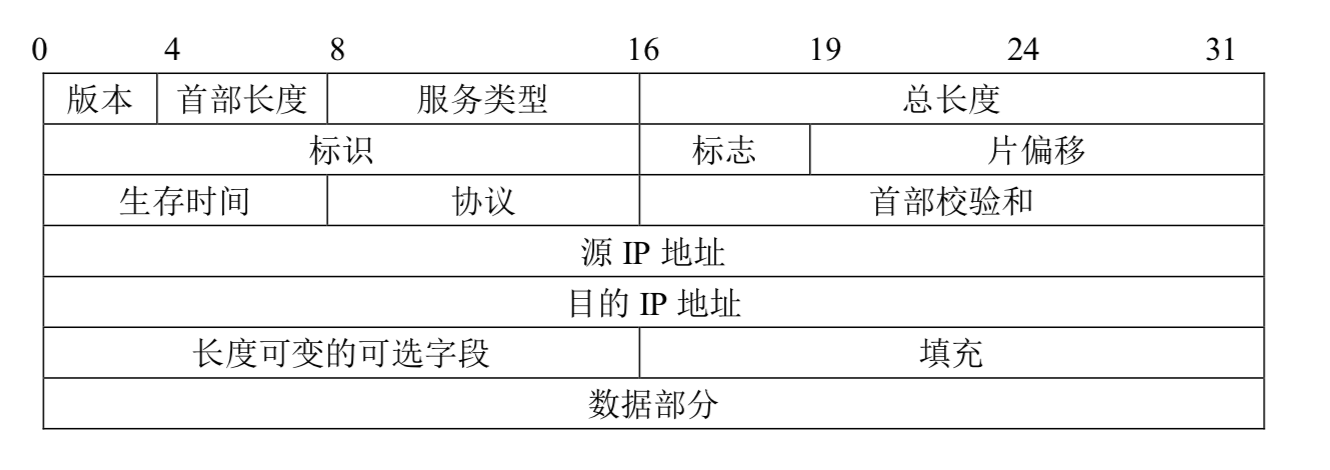 0 4 8 16 19 24 31
版本 首部长度 服务类型 总长度
标识 标志 片偏移
生存时间 协议 首部校验和
源 IP 地址
目的 IP 地址
长度可变的可选字段 填充
数据部分